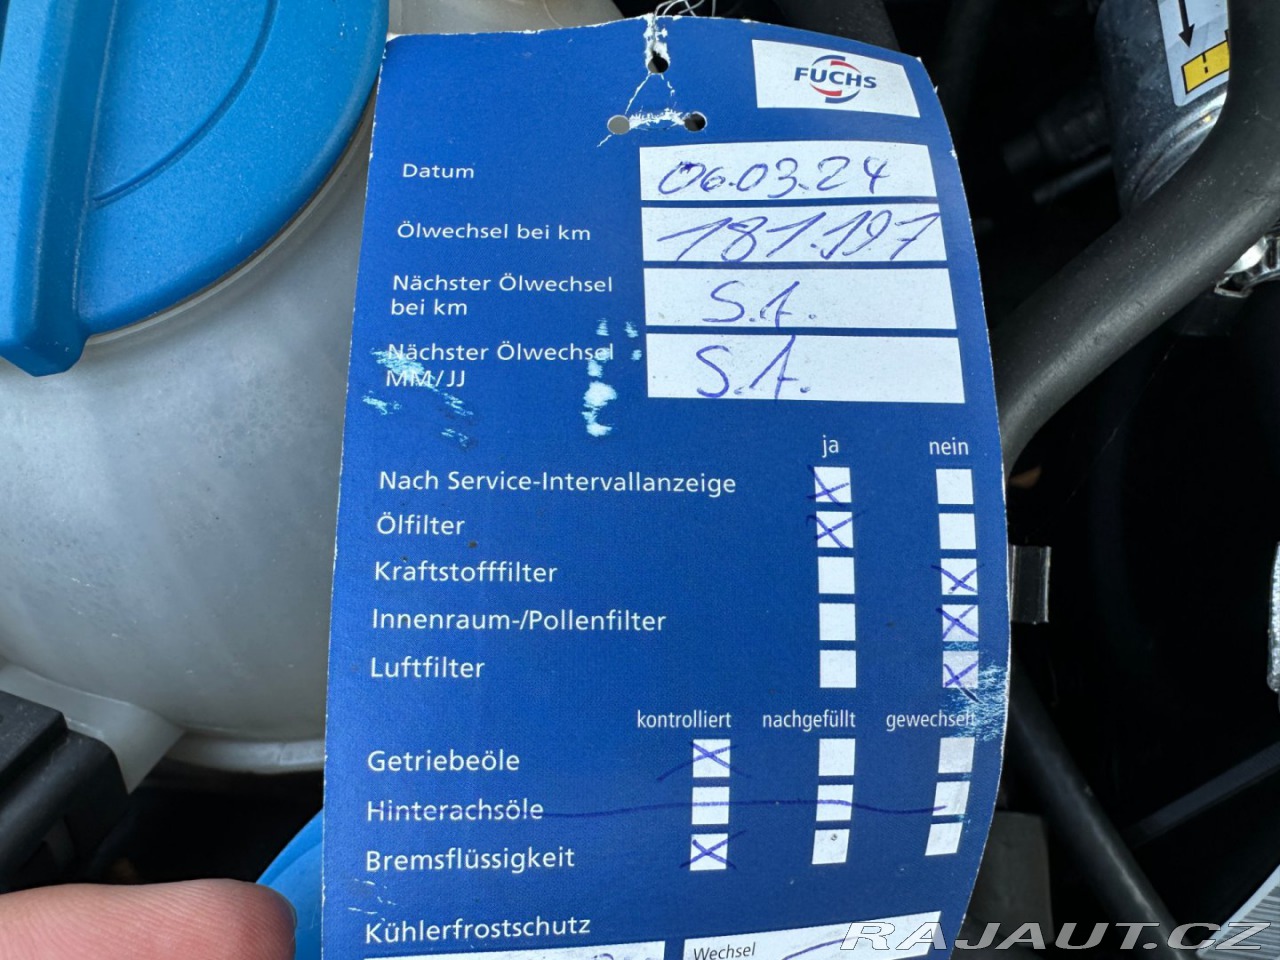 FUCHS
Datum 06.03.24
Ölwechsel bei km 181.197
Nächster Ölwechsel
bei km S.A.
Nächster Ölwechsel
MM/JJ S.A.
ja nein
Nach Service-Intervallanzeige
Ölfilter
Kraftstofffilter
Innenraum-/Pollenfilter
Luftfilter
kontrolliert nachgefüllt gewechselt
Getriebeöle
Hinterachsöle
Bremsflüssigkeit
Kühlerfrostschutz
Wechsel
RAJAUT.CZ